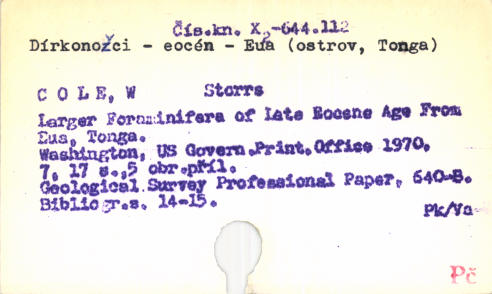 Čís.kn. X,-644.112
Dírkonožci - eocén - Eua (ostrov, Tonga)
COLE, W Storrs
Larger Foraminifera of Late Eocene Age From
Eua, Tonga.
Washington, US Govern.Print.Office 1970,
7, 17 s.,5 obr.příl.
Geological Survey Professional Paper, 640-B.
Bibliogr.s. 14-15.
Pk/Va
Pč